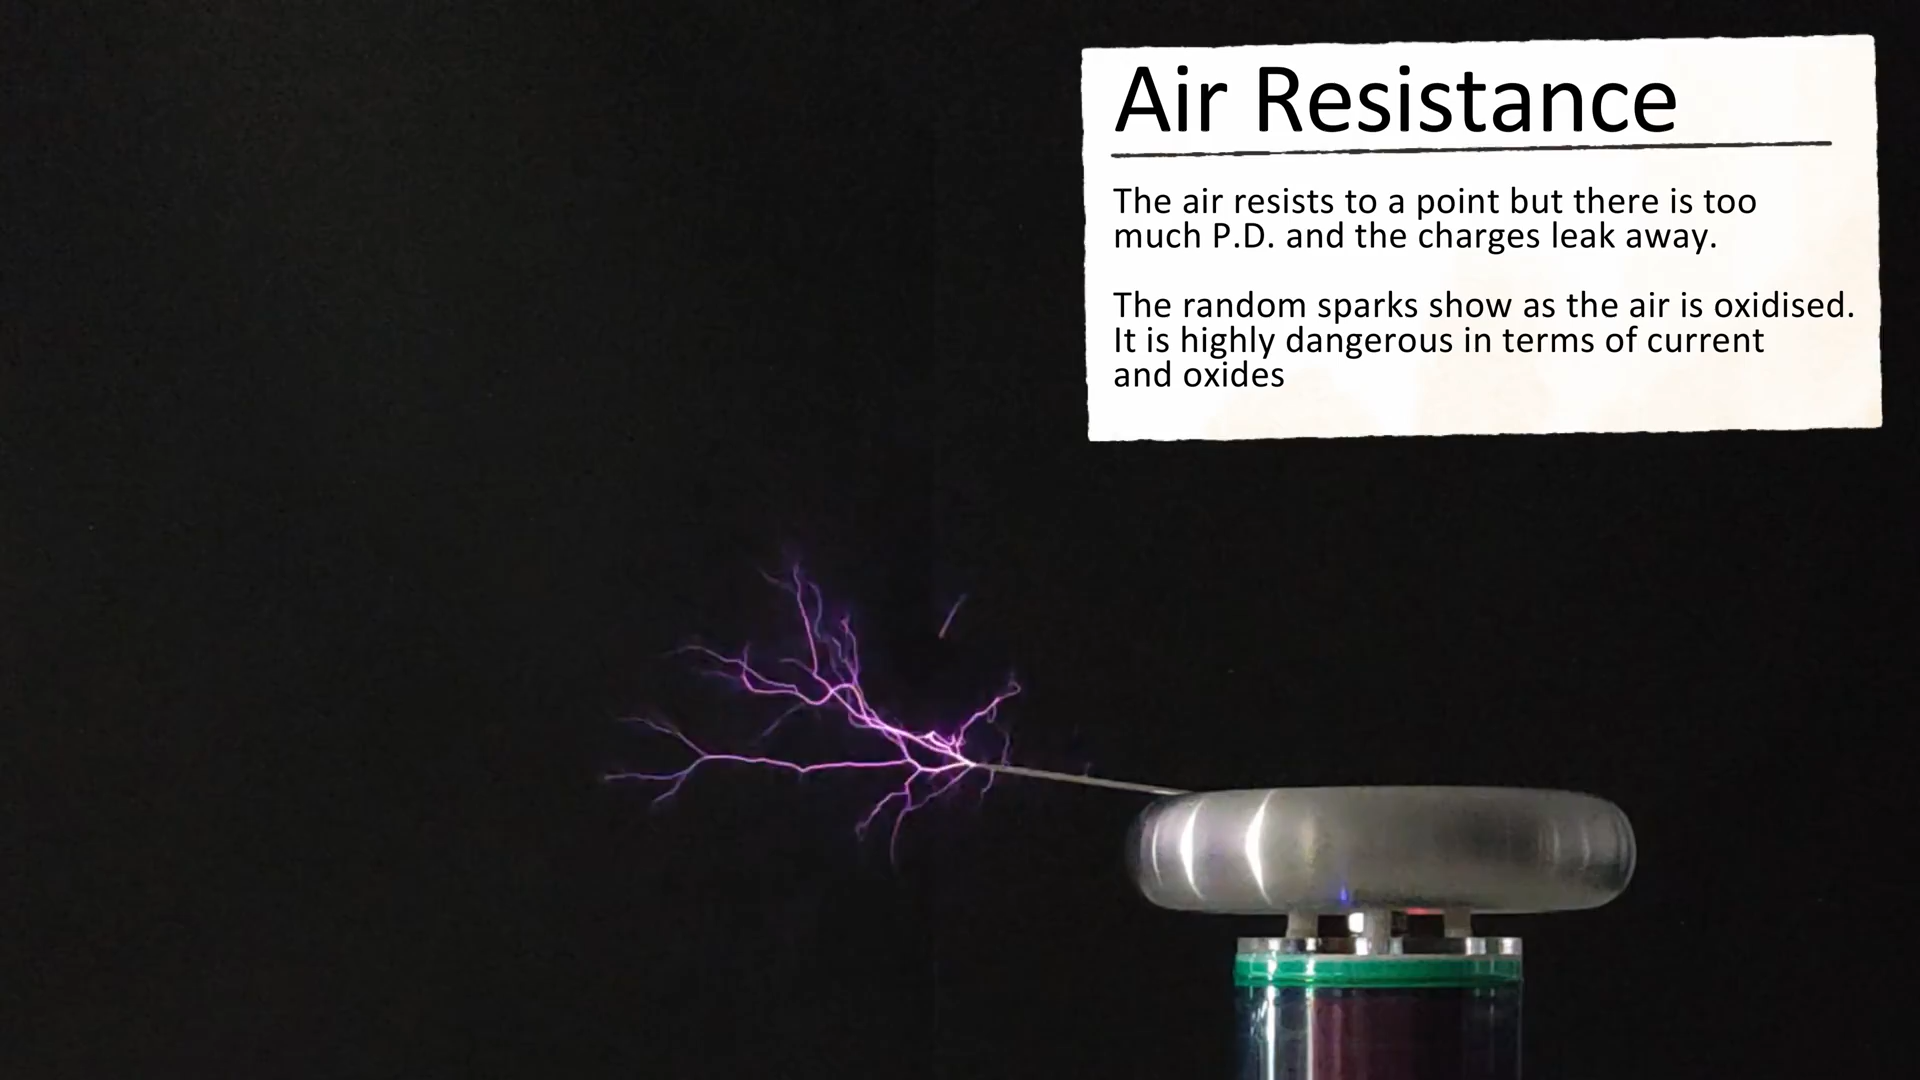 Air Resistance
The air resists to a point but there is too
much P.D. and the charges leak away.
The random sparks show as the air is oxidised.
It is highly dangerous in terms of current
and oxides